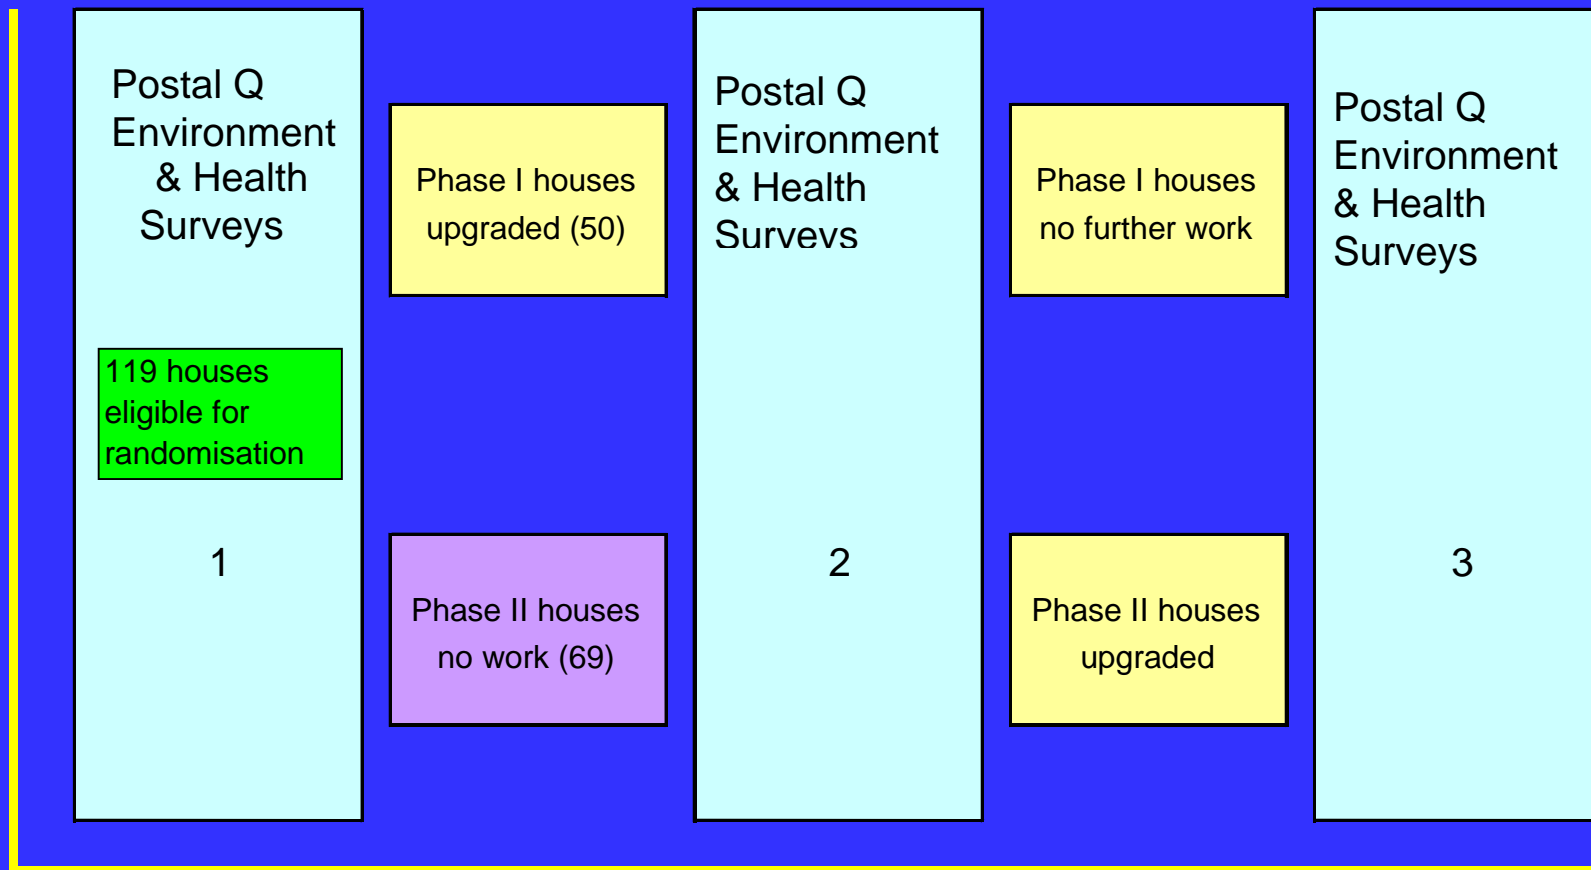 Postal Q
Environment
& Health
Surveys
119 houses
eligible for
randomisation
1
Phase I houses
upgraded (50)
Phase II houses
no work (69)
Postal Q
Environment
& Health
Surveys
2
Phase I houses
no further work
Phase II houses
upgraded
Postal Q
Environment
& Health
Surveys
3